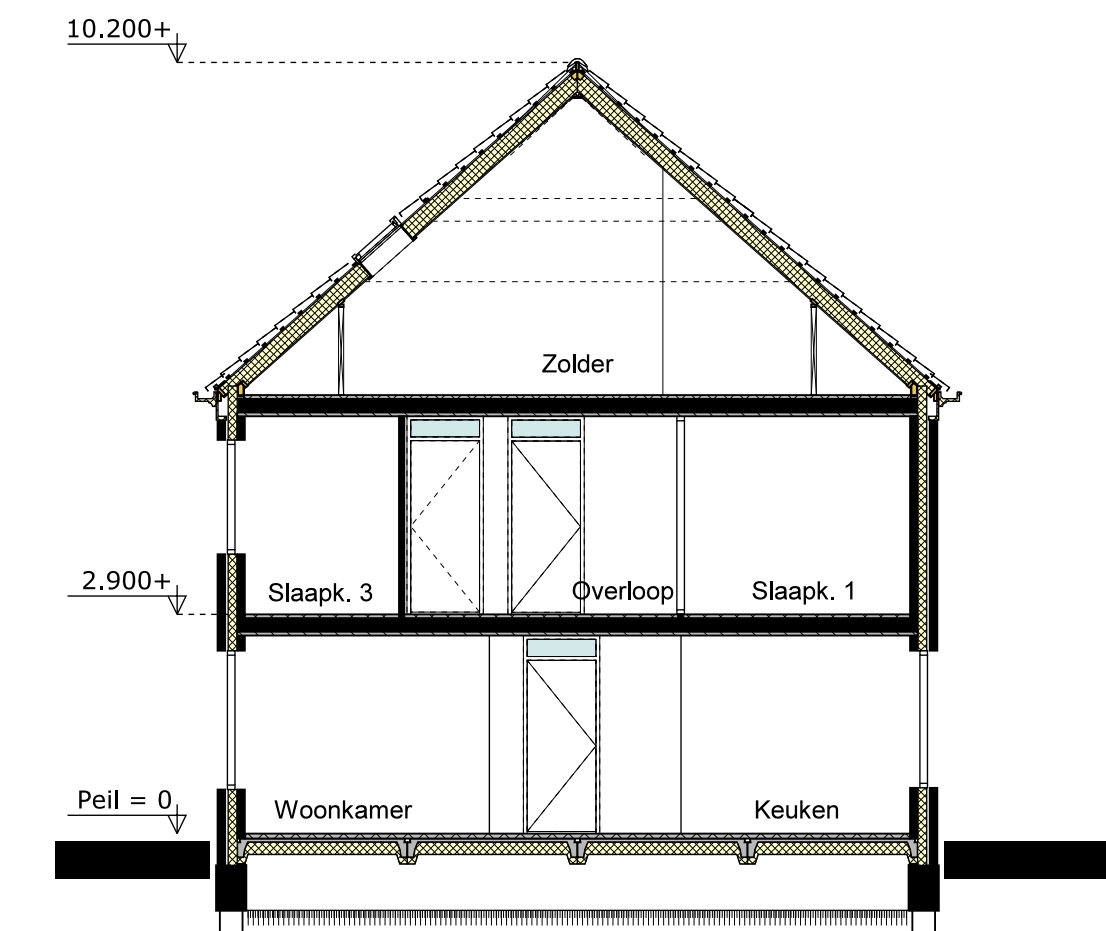 10.200+
Zolder
2.900+
Slaapk. 3
Overloop
Slaapk. 1
Peil = 0
Woonkamer
Keuken